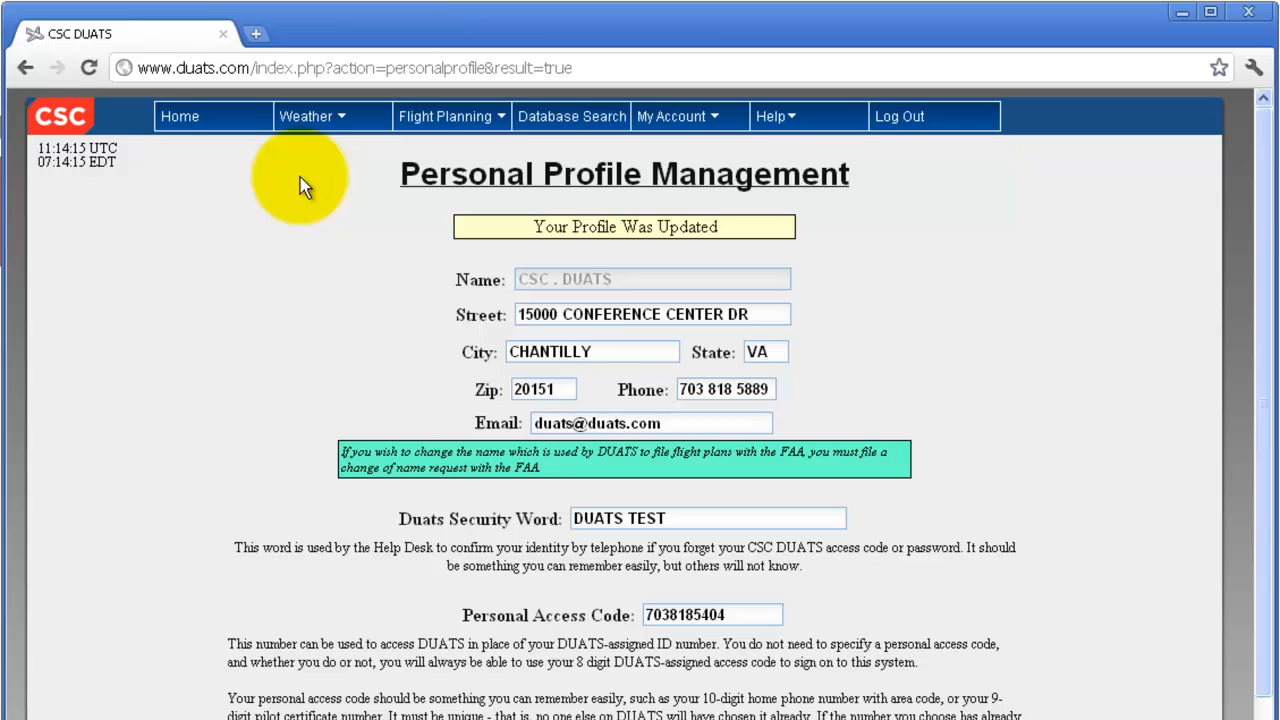 CSC DUATS
www.duats.com/index.php?action=personalprofile&result=true
CSC
Home Weather Flight Planning Database Search My Account Help Log Out
11:14:15 UTC
07:14:15 EDT
Personal Profile Management
Your Profile Was Updated
Name: CSC . DUATS
Street: 15000 CONFERENCE CENTER DR
City: CHANTILLY State: VA
Zip: 20151 Phone: 703 818 5889
Email: duats@duats.com
If you wish to change the name which is used by DUATS to file flight plans with the FAA, you must file a
change of name request with the FAA.
Duats Security Word: DUATS TEST
This word is used by the Help Desk to confirm your identity by telephone if you forget your CSC DUATS access code or password. It should
be something you can remember easily, but others will not know.
Personal Access Code: 7038185404
This number can be used to access DUATS in place of your DUATS-assigned ID number. You do not need to specify a personal access code,
and whether you do or not, you will always be able to use your 8 digit DUATS-assigned access code to sign on to this system.
Your personal access code should be something you can remember easily, such as your 10-digit home phone number with area code, or your 9-
digit pilot certificate number. It must be unique - that is, no one else on DUATS will have chosen it already. If the number you choose has already